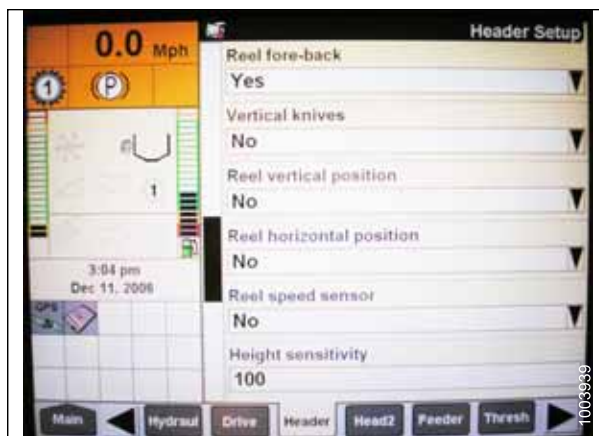 0.0 Mph
1
P
1
3:04 pm
Dec 11, 2006
GPS
Header Setup
Reel fore-back
Yes
Vertical knives
No
Reel vertical position
No
Reel horizontal position
No
Reel speed sensor
No
Height sensitivity
100
Main
Hydraul
Drive
Header
Head2
Feeder
Thresh
1003939